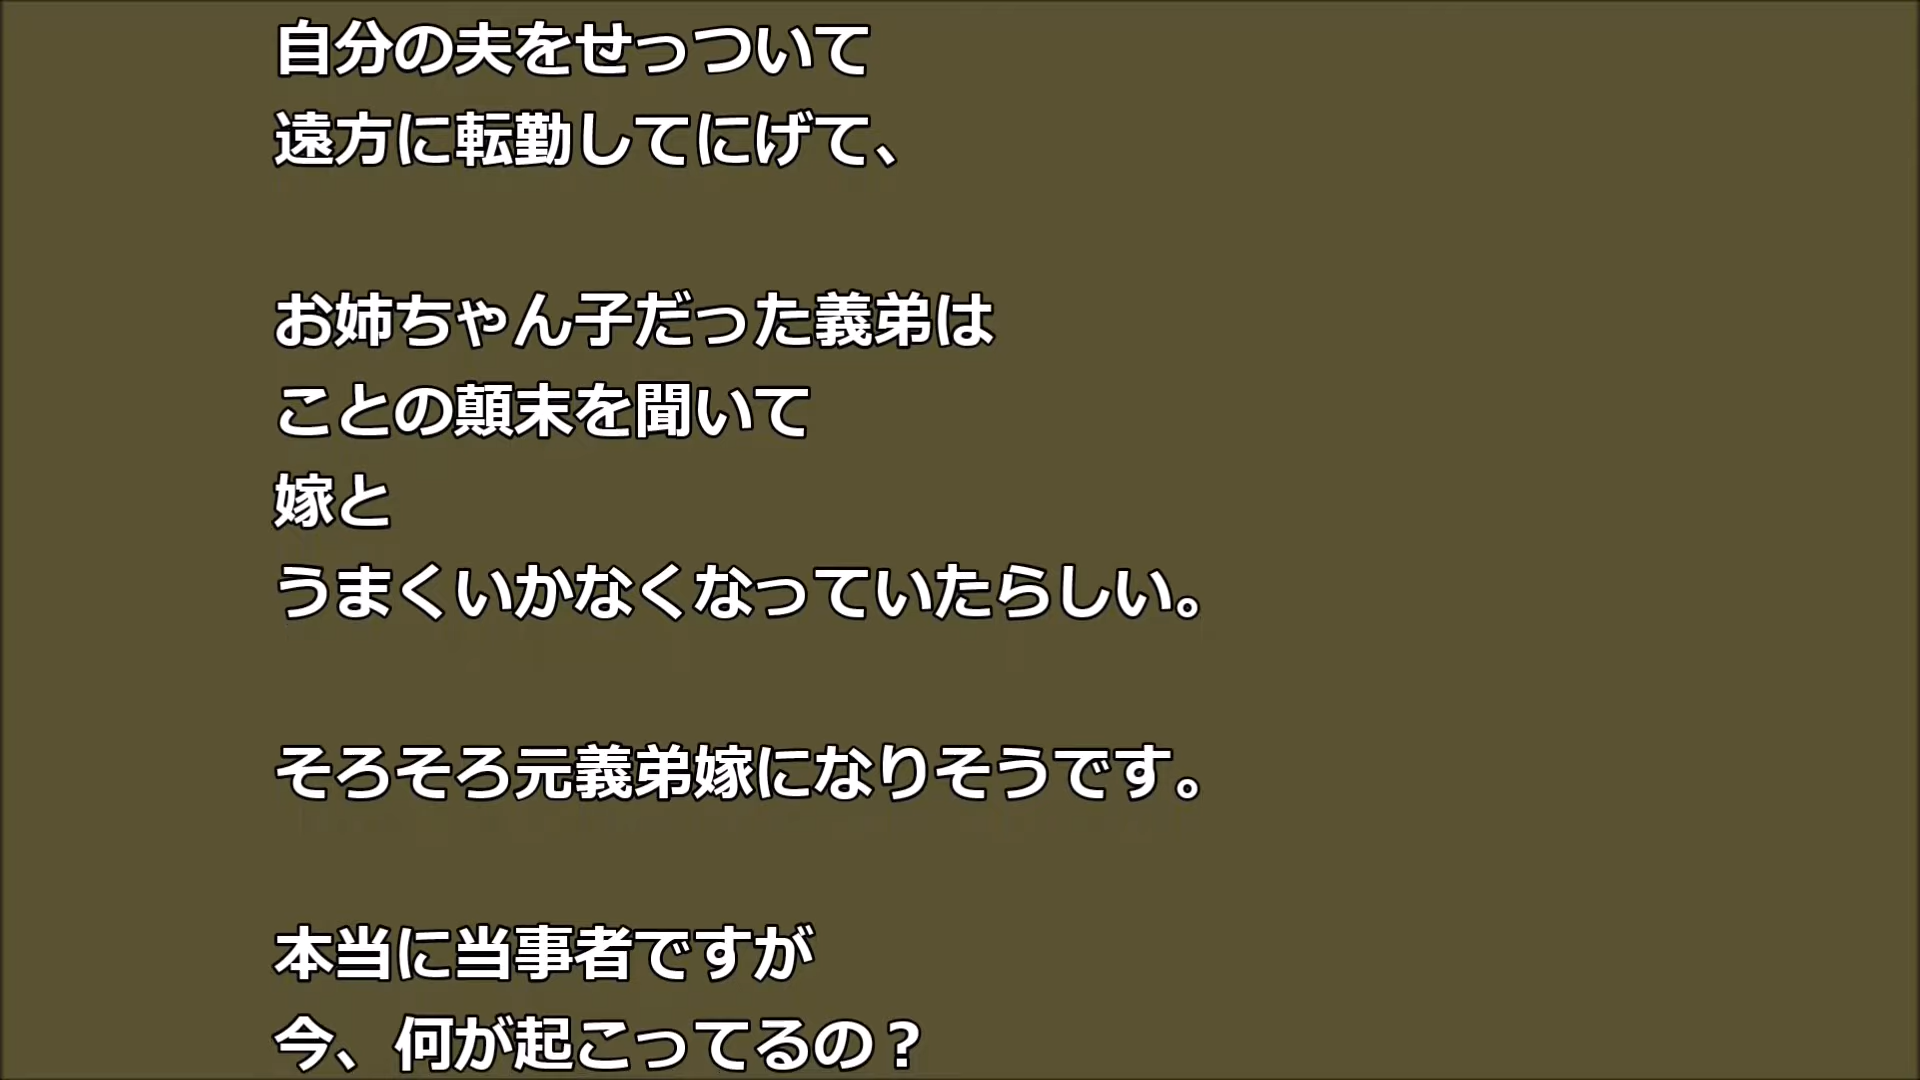 自分の夫をせっついて
遠方に転勤してにげて、
お姉ちゃん子だった義弟は
ことの顛末を聞いて
嫁と
うまくいかなくなっていたらしい。
そろそろ元義弟嫁になりそうです。
本当に当事者ですが
今、何が起こってるの？